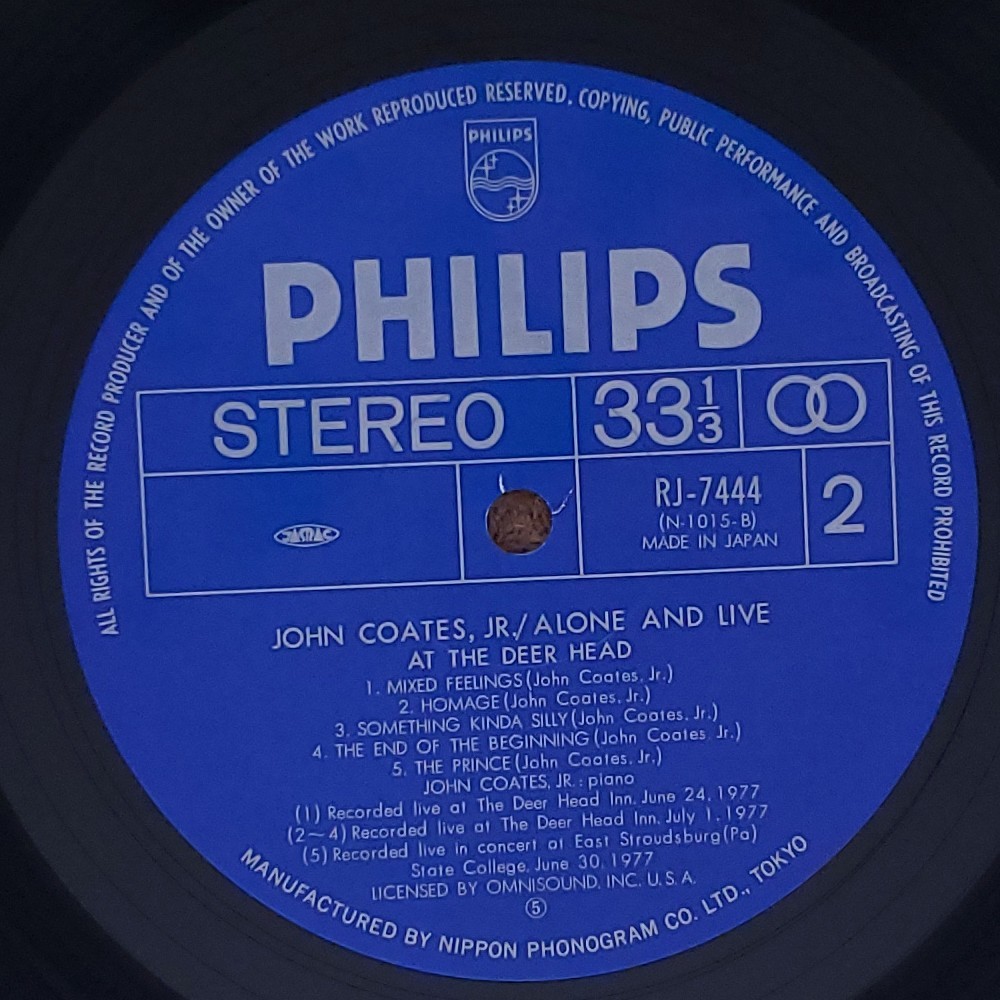 ALL RIGHTS OF THE RECORD PRODUCER AND OF THE OWNER OF THE WORK REPRODUCED RESERVED. COPYING, PUBLIC PERFORMANCE AND BROADCASTING OF THIS RECORD PROHIBITED
PHILIPS
PHILIPS
STEREO 33 1/3
JASRAC RJ-7444 2
(N-1015-B)
MADE IN JAPAN
JOHN COATES, JR./ALONE AND LIVE
AT THE DEER HEAD
1. MIXED FEELINGS (John Coates, Jr.)
2. HOMAGE (John Coates, Jr.)
3. SOMETHING KINDA SILLY (John Coates, Jr.)
4. THE END OF THE BEGINNING (John Coates, Jr.)
5. THE PRINCE (John Coates, Jr.)
JOHN COATES, JR.: piano
(1) Recorded live at The Deer Head Inn, June 24, 1977
(2~4) Recorded live at The Deer Head Inn, July 1, 1977
(5) Recorded live in concert at East Stroudsburg (Pa)
State College, June 30, 1977
LICENSED BY OMNISOUND, INC. U.S.A.
⑤
MANUFACTURED BY NIPPON PHONOGRAM CO. LTD., TOKYO